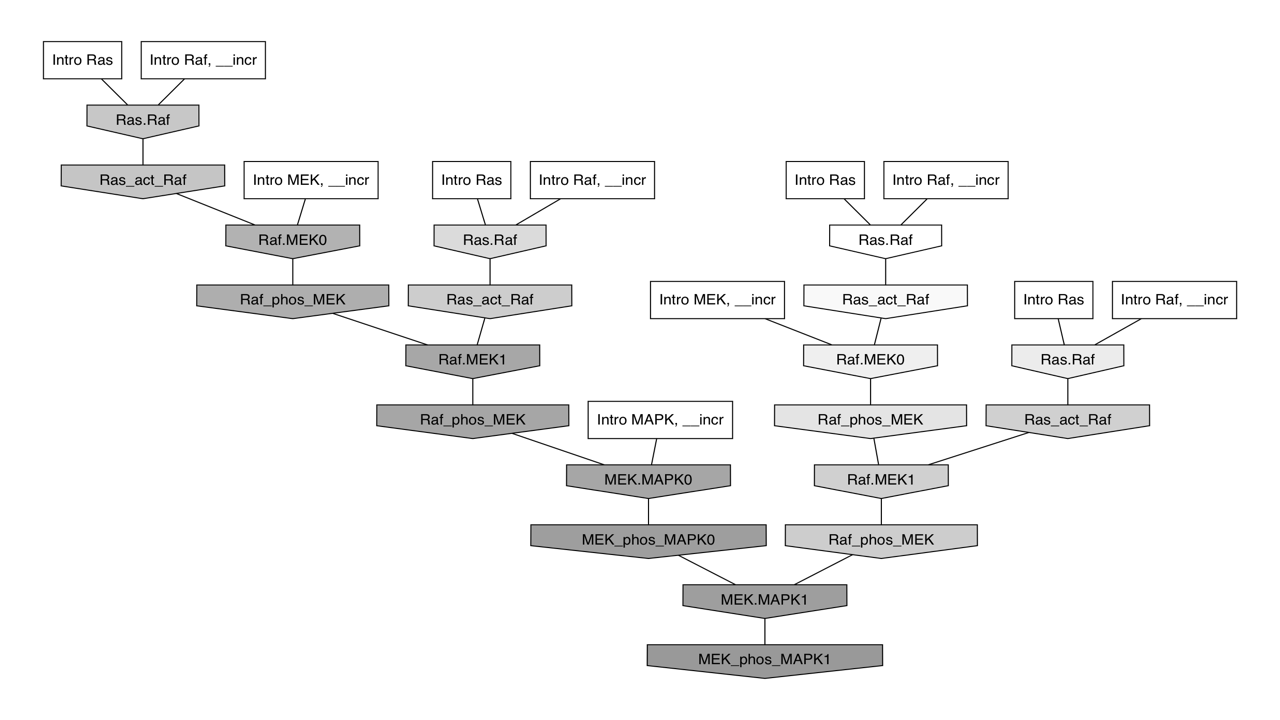 Intro Ras
Intro Raf, __incr
Ras.Raf
Ras_act_Raf
Intro MEK, __incr
Intro Ras
Intro Raf, __incr
Intro Ras
Intro Raf, __incr
Raf.MEK0
Ras.Raf
Ras.Raf
Raf_phos_MEK
Ras_act_Raf
Intro MEK, __incr
Ras_act_Raf
Intro Ras
Intro Raf, __incr
Raf.MEK1
Raf.MEK0
Ras.Raf
Raf_phos_MEK
Intro MAPK, __incr
Raf_phos_MEK
Ras_act_Raf
MEK.MAPK0
Raf.MEK1
MEK_phos_MAPK0
Raf_phos_MEK
MEK.MAPK1
MEK_phos_MAPK1